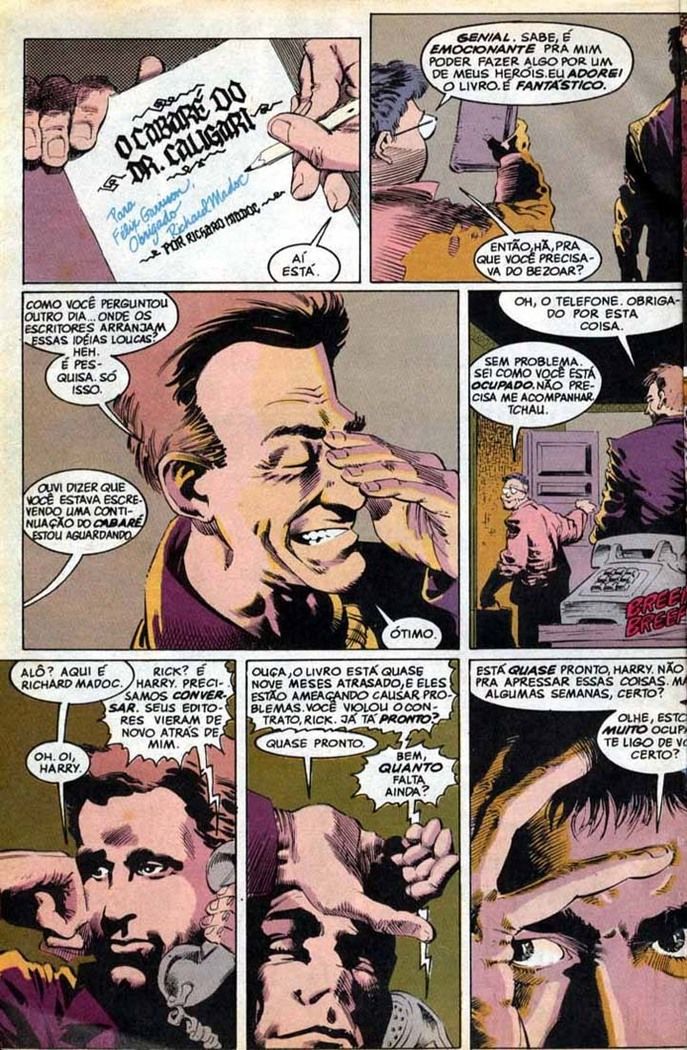 O CABARÉ DO
DR. CALIGARI
Para
Félix Garrison,
Obrigado
Richard Madoc
POR RICHARD MADOC
AÍ
ESTÁ.
GENIAL. SABE, É
EMOCIONANTE PRA MIM
PODER FAZER ALGO POR UM
DE MEUS HERÓIS. EU ADOREI
O LIVRO. É FANTÁSTICO.
ENTÃO, HÃ, PRA
QUE VOCÊ PRECISA-
VA DO BEZOAR?
COMO VOCÊ PERGUNTOU
OUTRO DIA... ONDE OS
ESCRITORES ARRANJAM
ESSAS IDÉIAS LOUCAS?
HEH.
É PES-
QUISA. SÓ
ISSO.
OUVI DIZER QUE
VOCÊ ESTAVA ESCRE-
VENDO UMA CONTI-
NUAÇÃO DO CABARÉ.
ESTOU AGUARDANDO.
ÓTIMO.
OH, O TELEFONE. OBRIGA-
DO POR ESTA
COISA.
SEM PROBLEMA.
SEI COMO VOCÊ ESTÁ
OCUPADO. NÃO PRE-
CISA ME ACOMPANHAR.
TCHAU.
ALÔ? AQUI É
RICHARD MADOC.
RICK? É
HARRY. PRECI-
SAMOS CONVER-
SAR. SEUS EDITO-
RES VIERAM DE
NOVO ATRÁS DE
MIM.
OH. OI,
HARRY.
OUÇA, O LIVRO ESTÁ QUASE
NOVE MESES ATRASADO, E ELES
ESTÃO AMEAÇANDO CAUSAR PRO-
BLEMAS. VOCÊ VIOLOU O CON-
TRATO, RICK. JÁ TÁ PRONTO?
QUASE PRONTO.
BEM,
QUANTO
FALTA
AINDA?
ESTÁ QUASE PRONTO, HARRY. NÃO
PRA APRESSAR ESSAS COISAS.
ALGUMAS SEMANAS, CERTO?
OLHE,
MUITO
TE LIGO DE
CERTO?